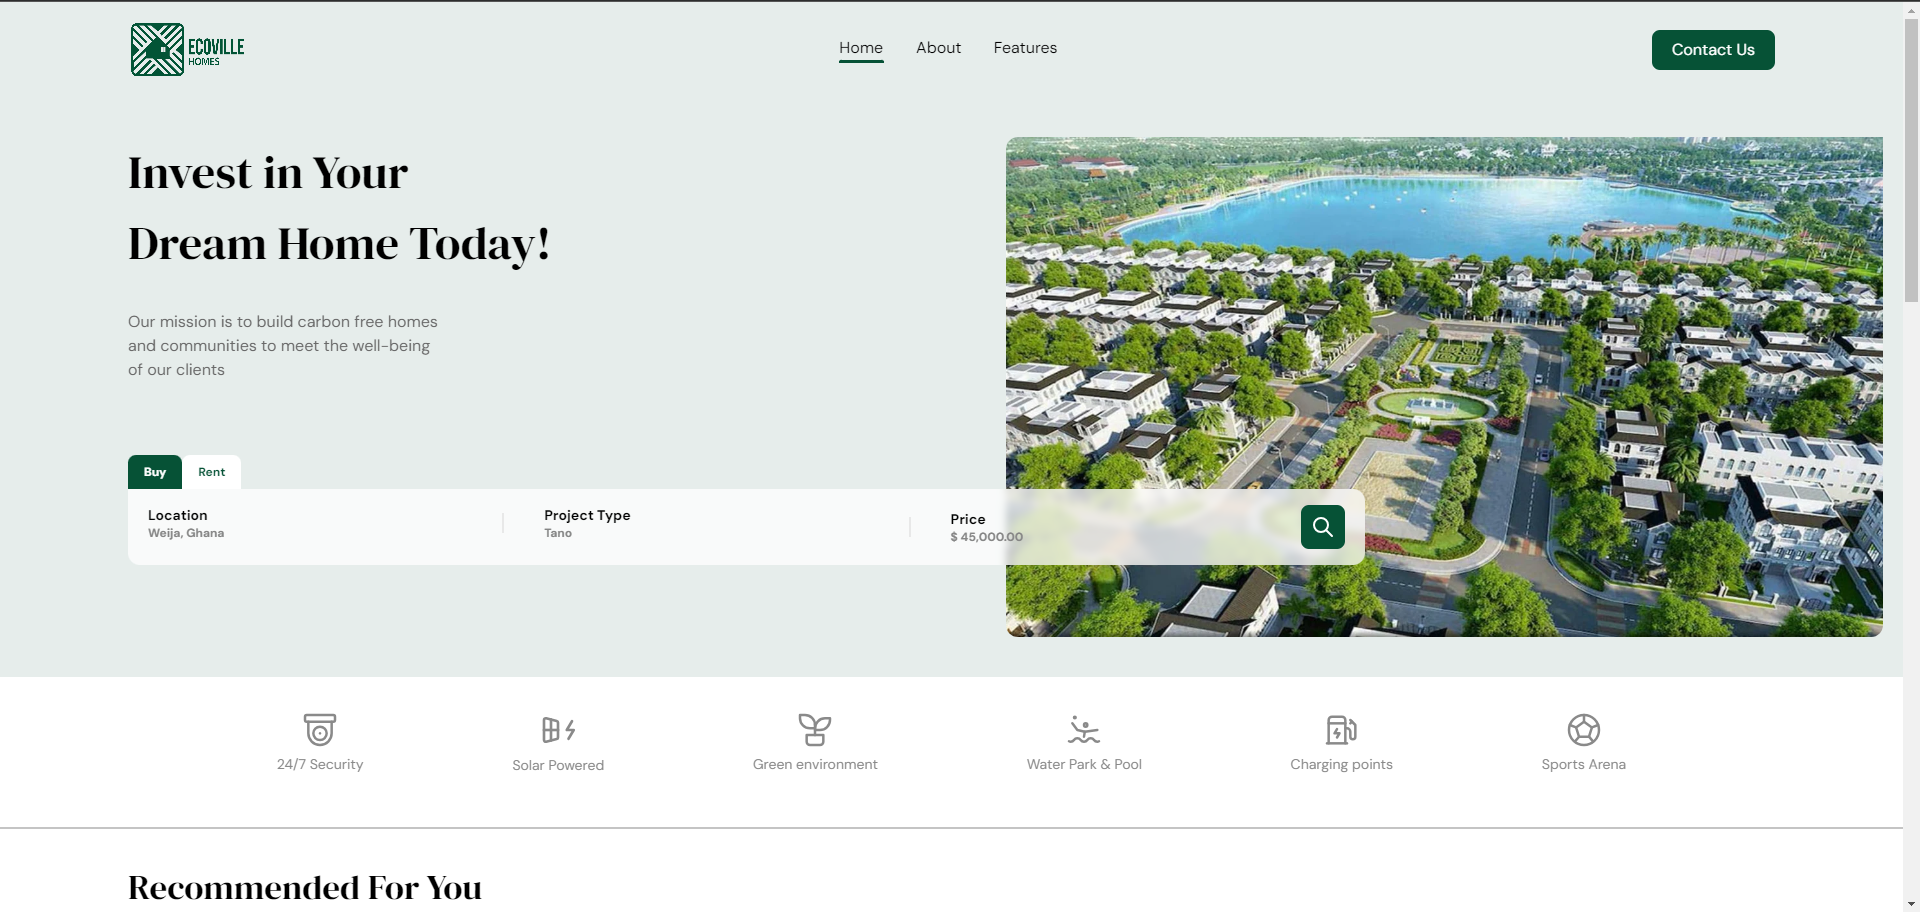 ECOVILLE
HOMES
Home
About
Features
Contact Us
Invest in Your
Dream Home Today!
Our mission is to build carbon free homes
and communities to meet the well-being
of our clients
Buy
Rent
Location
Weija, Ghana
Project Type
Tano
Price
$ 45,000.00
24/7 Security
Solar Powered
Green environment
Water Park & Pool
Charging points
Sports Arena
Recommended For You